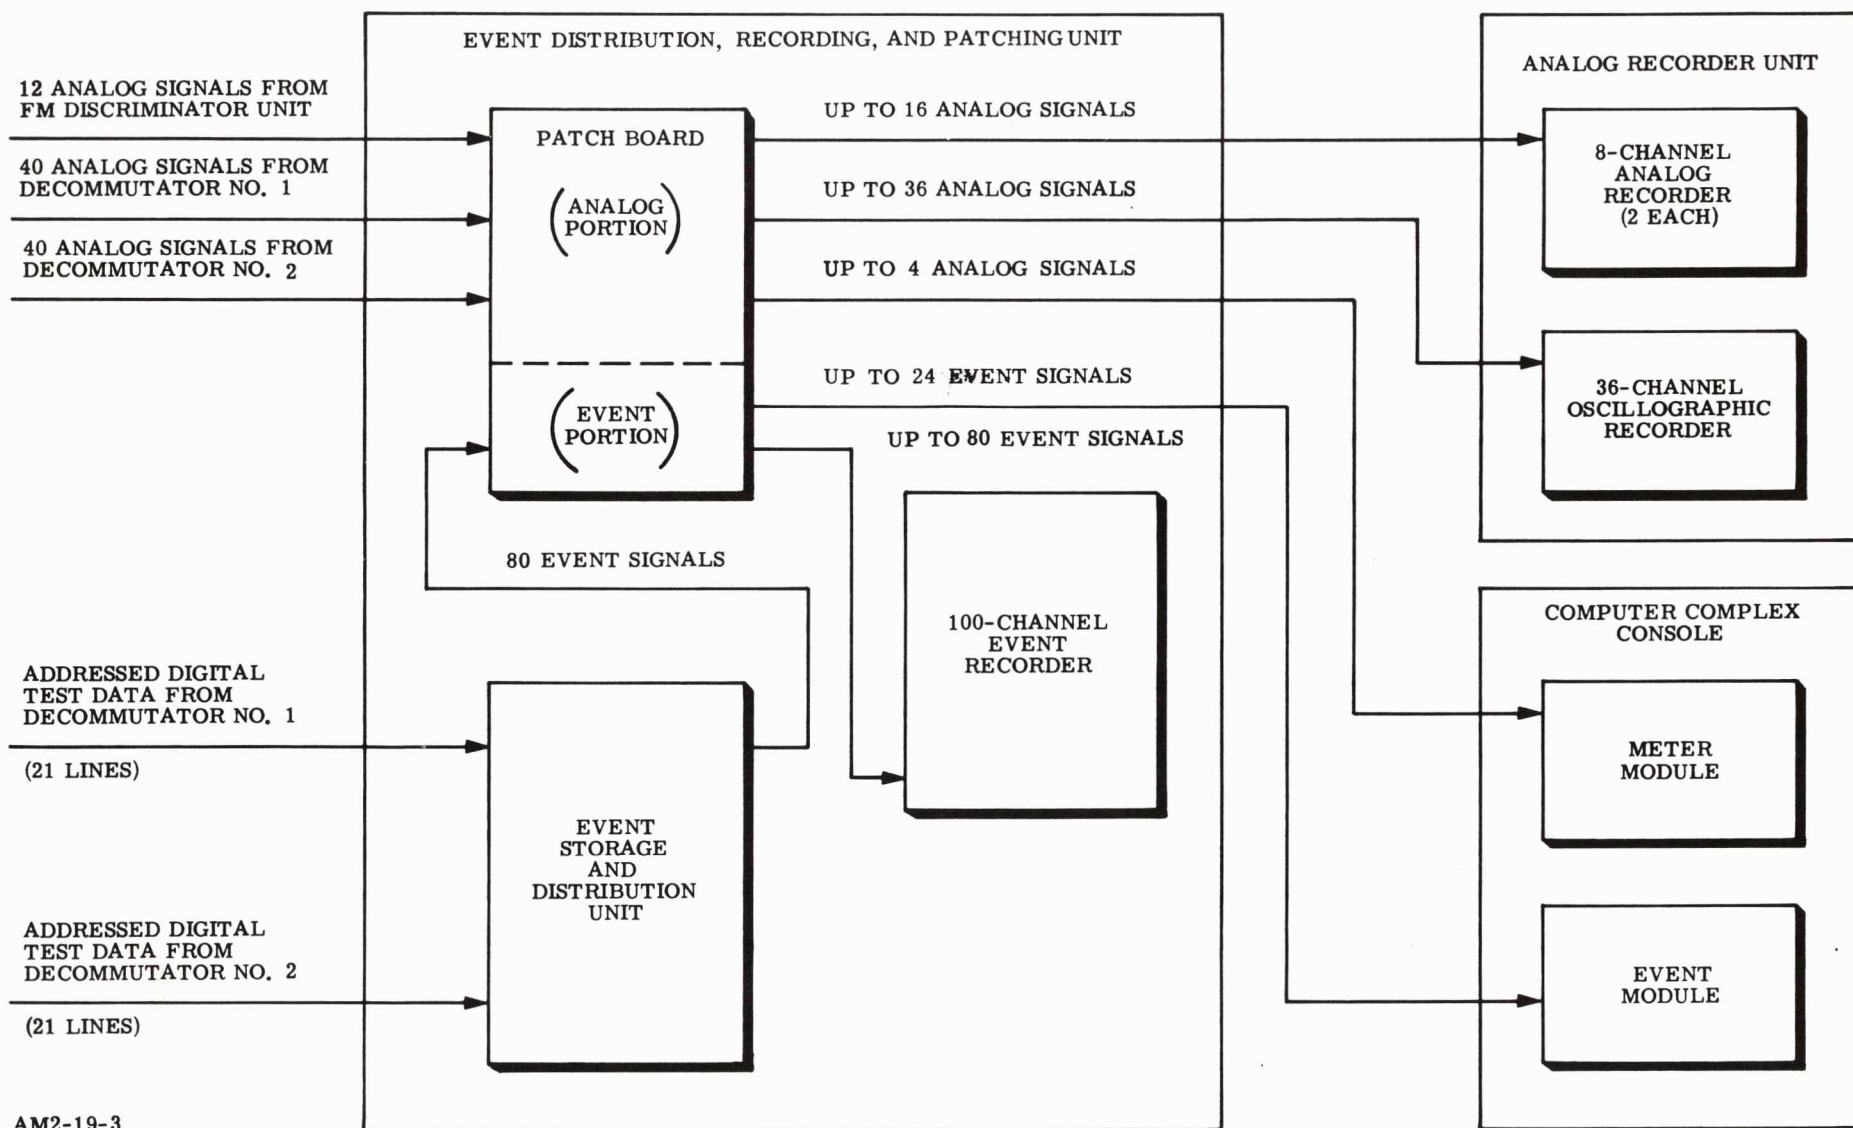 EVENT DISTRIBUTION, RECORDING, AND PATCHING UNIT
12 ANALOG SIGNALS FROM
FM DISCRIMINATOR UNIT
40 ANALOG SIGNALS FROM
DECOMMUTATOR NO. 1
40 ANALOG SIGNALS FROM
DECOMMUTATOR NO. 2
PATCH BOARD
(ANALOG
PORTION)
(EVENT
PORTION)
UP TO 16 ANALOG SIGNALS
UP TO 36 ANALOG SIGNALS
UP TO 4 ANALOG SIGNALS
UP TO 24 EVENT SIGNALS
UP TO 80 EVENT SIGNALS
80 EVENT SIGNALS
100-CHANNEL
EVENT
RECORDER
ADDRESSED DIGITAL
TEST DATA FROM
DECOMMUTATOR NO. 1
(21 LINES)
ADDRESSED DIGITAL
TEST DATA FROM
DECOMMUTATOR NO. 2
(21 LINES)
EVENT
STORAGE
AND
DISTRIBUTION
UNIT
ANALOG RECORDER UNIT
8-CHANNEL
ANALOG
RECORDER
(2 EACH)
36-CHANNEL
OSCILLOGRAPHIC
RECORDER
COMPUTER COMPLEX
CONSOLE
METER
MODULE
EVENT
MODULE
AM2-19-3